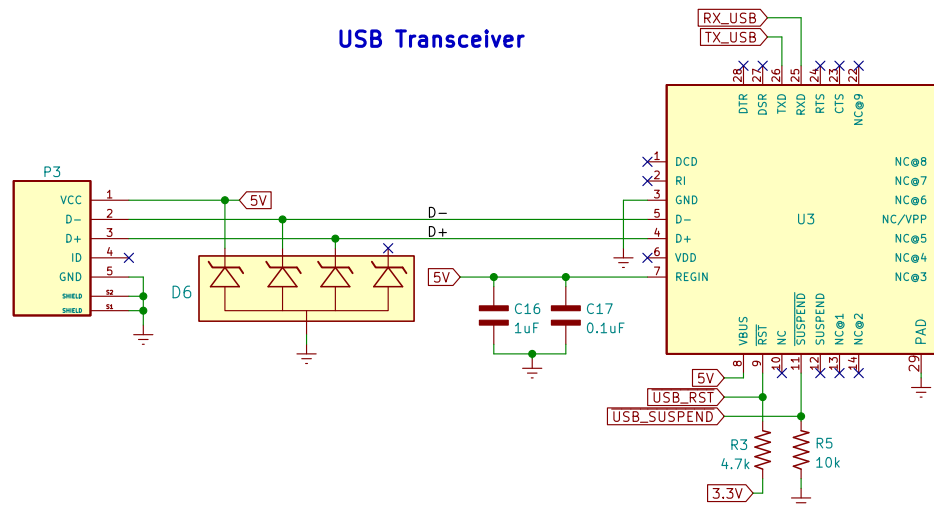 USB Transceiver
RX_USB
TX_USB
28 27 26 25 24 23 22
DTR DSR TXD RXD RTS CTS NC@9
P3
VCC 1
D- 2
D+ 3
ID 4
GND 5
SHIELD S2
SHIELD S1
5V
D-
D+
D6
1 DCD
2 RI
3 GND
5 D-
4 D+
6 VDD
7 REGIN
U3
NC@8
NC@7
NC@6
NC/VPP
NC@5
NC@4
NC@3
5V
C16
1uF
C17
0.1uF
VBUS RST NC SUSPEND SUSPEND NC@1 NC@2 PAD
8 9 10 11 12 13 14 29
5V
USB_RST
USB_SUSPEND
R3
4.7k
R5
10k
3.3V